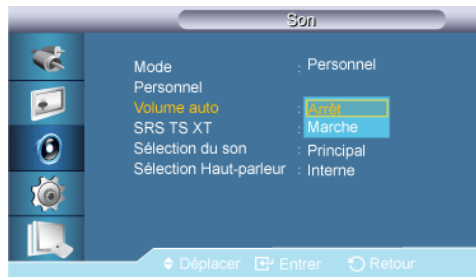 Son
Mode : Personnel
Personnel
Volume auto : Arrêt
SRS TS XT : Marche
Sélection du son : Principal
Sélection Haut-parleur : Interne
Déplacer Entrer Retour